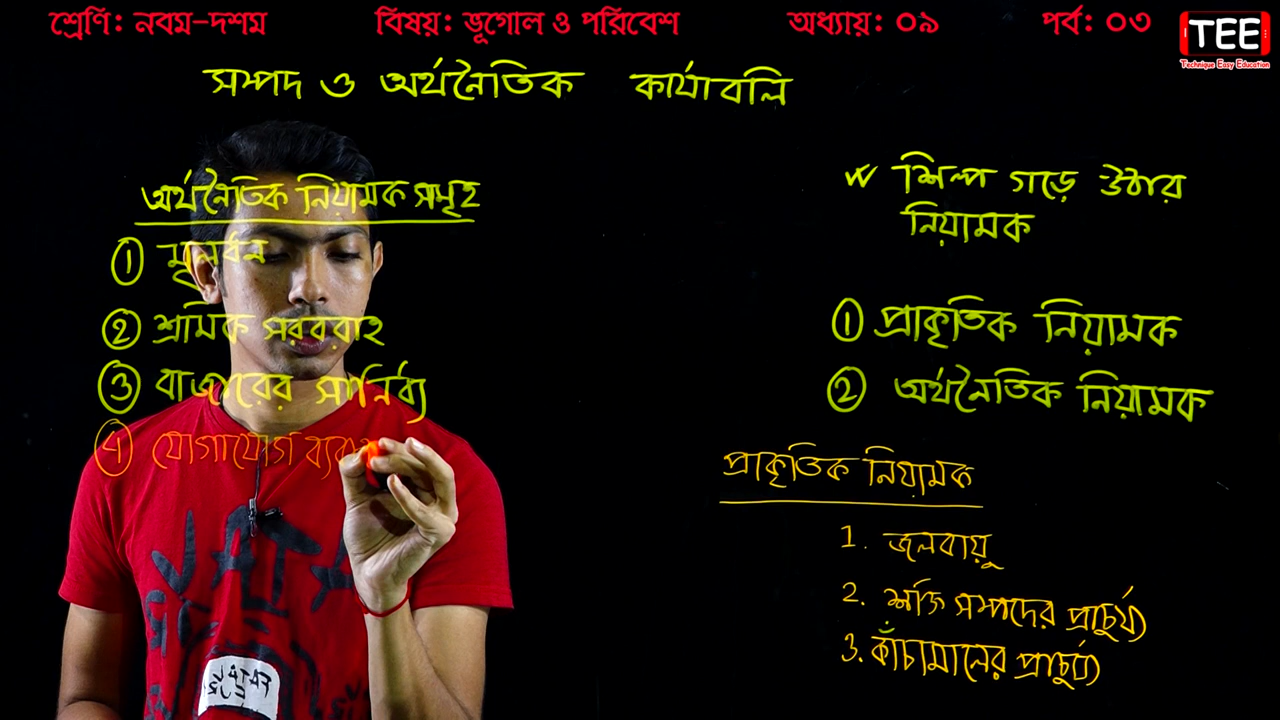 শ্রেণি: নবম-দশম বিষয়: ভূগোল ও পরিবেশ অধ্যায়: ০৯ পর্ব: ০৩
TEE
Technique Easy Education
সম্পদ ও অর্থনৈতিক কার্যাবলি
অর্থনৈতিক নিয়ামক সমূহ
① মূলধন
② শ্রমিক সরবরাহ
③ বাজারের সান্নিধ্য
④ যোগাযোগ
শিল্প গড়ে উঠার
নিয়ামক
① প্রাকৃতিক নিয়ামক
② অর্থনৈতিক নিয়ামক
প্রাকৃতিক নিয়ামক
1. জলবায়ু
2. শক্তি সম্পদের প্রাচুর্য
3. কাঁচামালের প্রাচুর্য